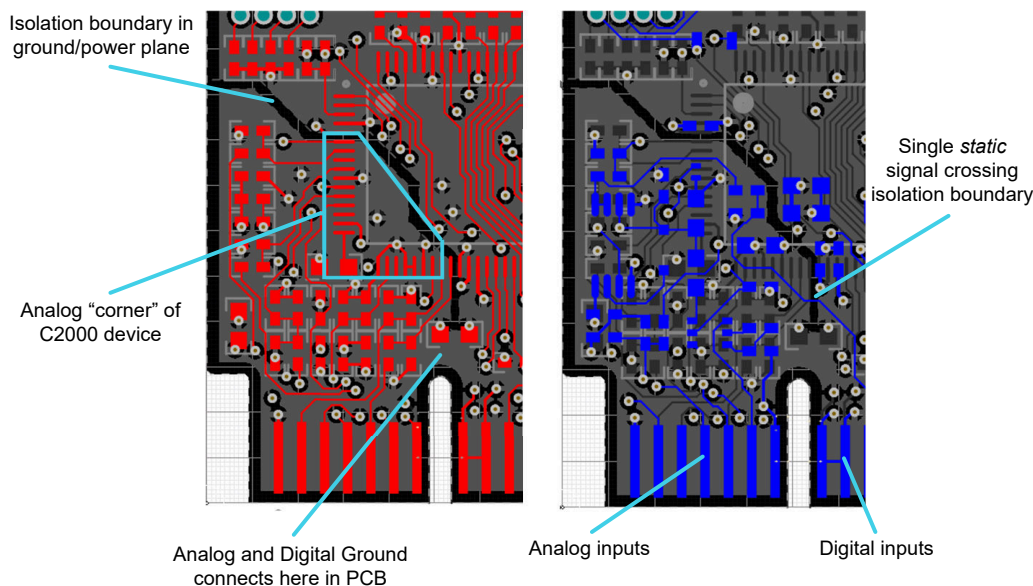 Isolation boundary in
ground/power plane
Single static
signal crossing
isolation boundary
Analog “corner” of
C2000 device
Analog and Digital Ground
connects here in PCB
Analog inputs
Digital inputs